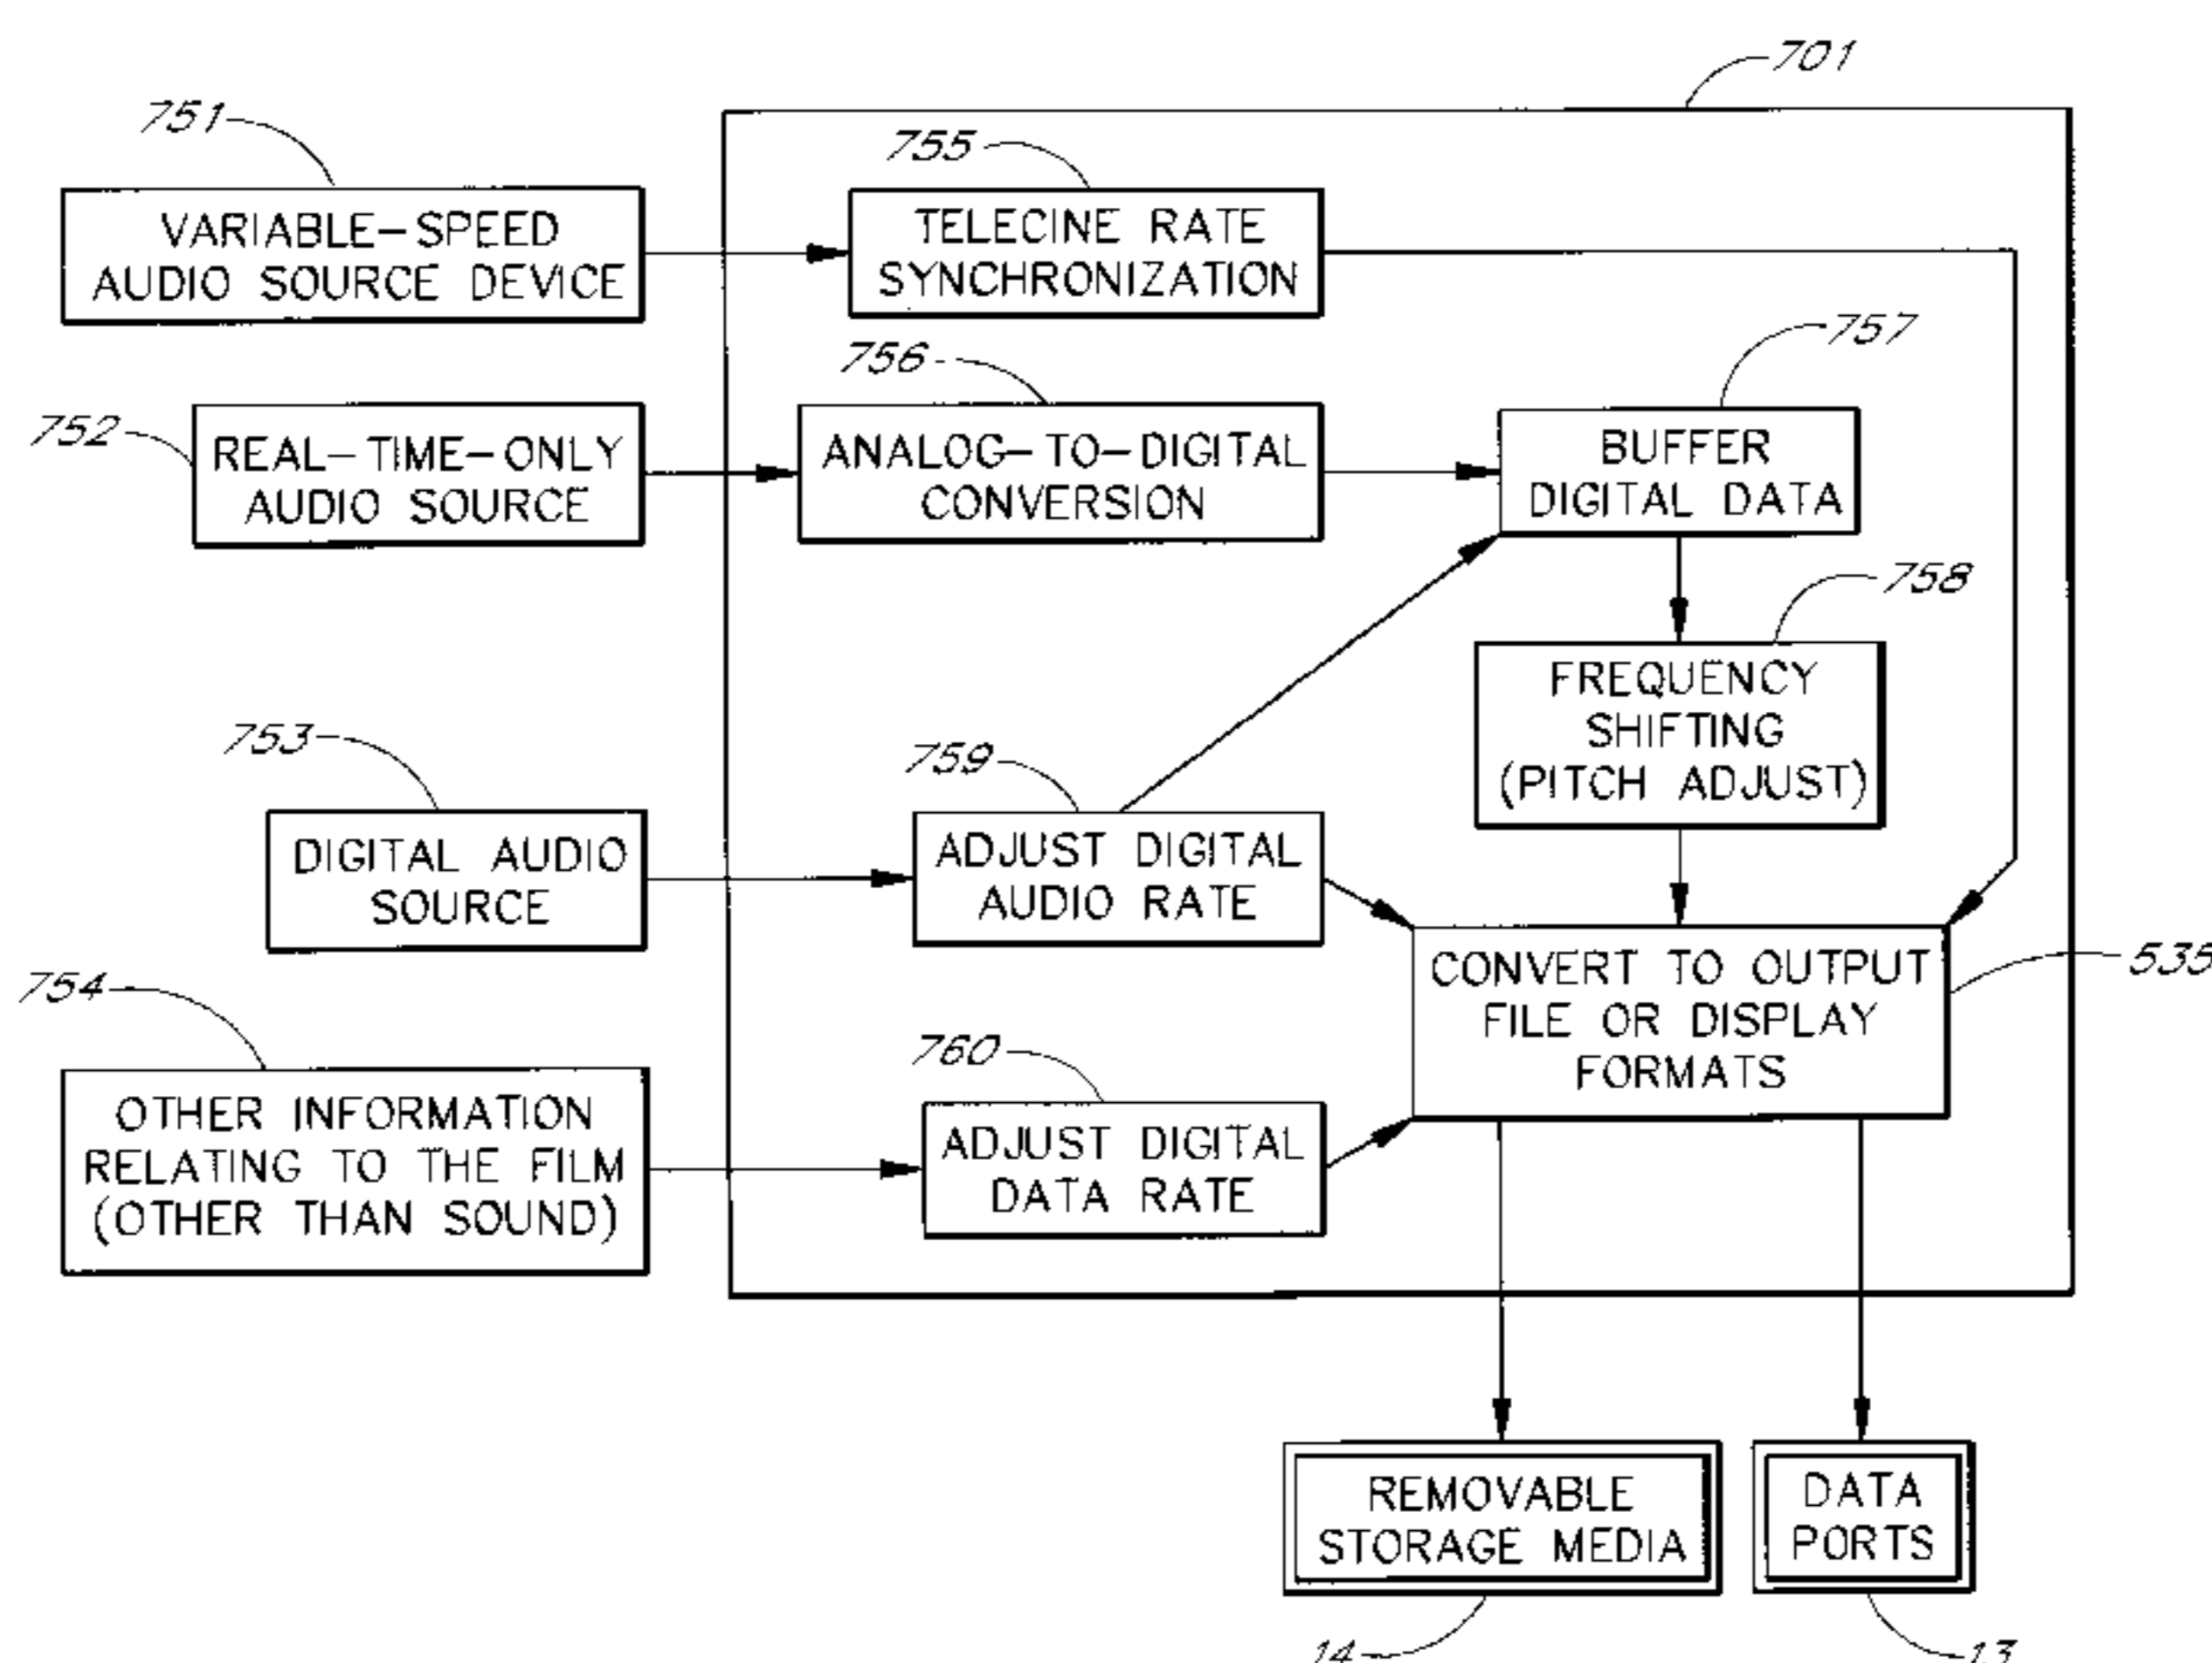 701
751
755
VARIABLE-SPEED
AUDIO SOURCE DEVICE
TELECINE RATE
SYNCHRONIZATION
757
756
752
REAL-TIME-ONLY
AUDIO SOURCE
ANALOG-TO-DIGITAL
CONVERSION
BUFFER
DIGITAL DATA
758
FREQUENCY
SHIFTING
(PITCH ADJUST)
753
759
DIGITAL AUDIO
SOURCE
ADJUST DIGITAL
AUDIO RATE
535
CONVERT TO OUTPUT
FILE OR DISPLAY
FORMATS
754
760
OTHER INFORMATION
RELATING TO THE FILM
(OTHER THAN SOUND)
ADJUST DIGITAL
DATA RATE
REMOVABLE
STORAGE MEDIA
DATA
PORTS
14
13